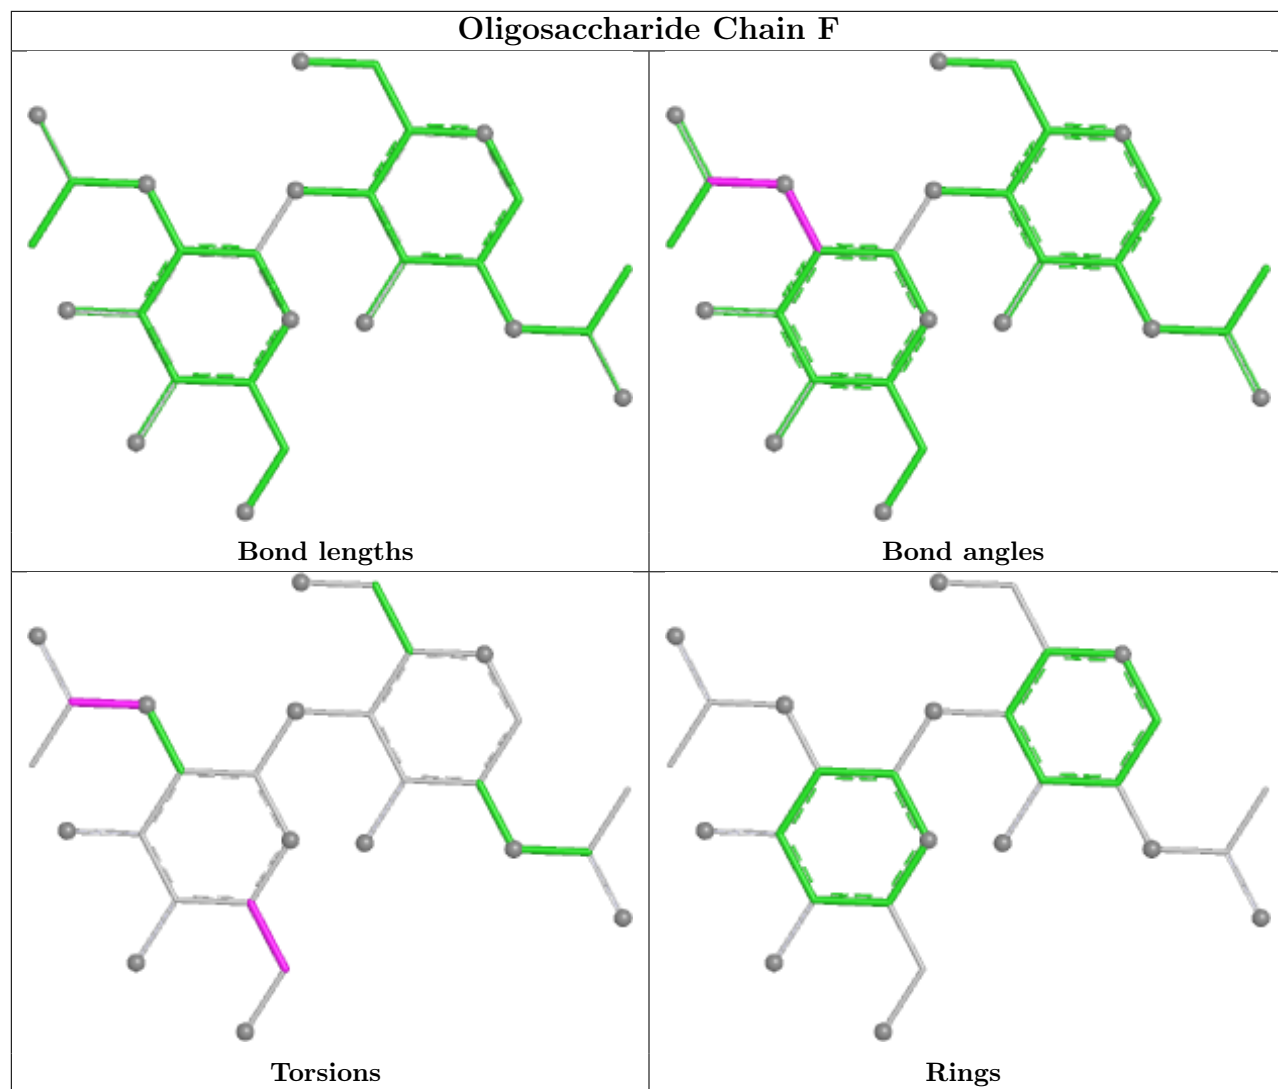 Oligosaccharide Chain F
Bond lengths
Bond angles
Torsions
Rings